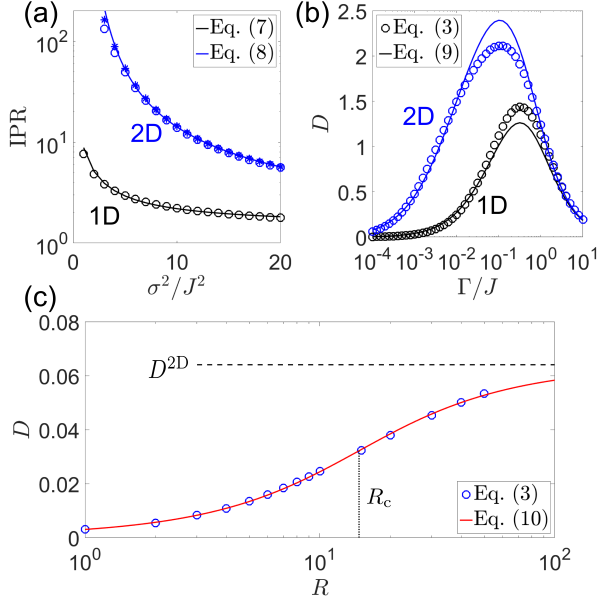 (a)
10²
10¹
10⁰
IPR
Eq. (7)
Eq. (8)
2D
1D
0
10
20
σ²/J²
(b)
2.5
2
1.5
1
0.5
0
D
Eq. (3)
Eq. (9)
2D
1D
10⁻⁴
10⁻³
10⁻²
10⁻¹
10⁰
10¹
Γ/J
(c)
0.08
0.06
0.04
0.02
0
D
D²ᴰ
R_c
Eq. (3)
Eq. (10)
10⁰
10¹
10²
R